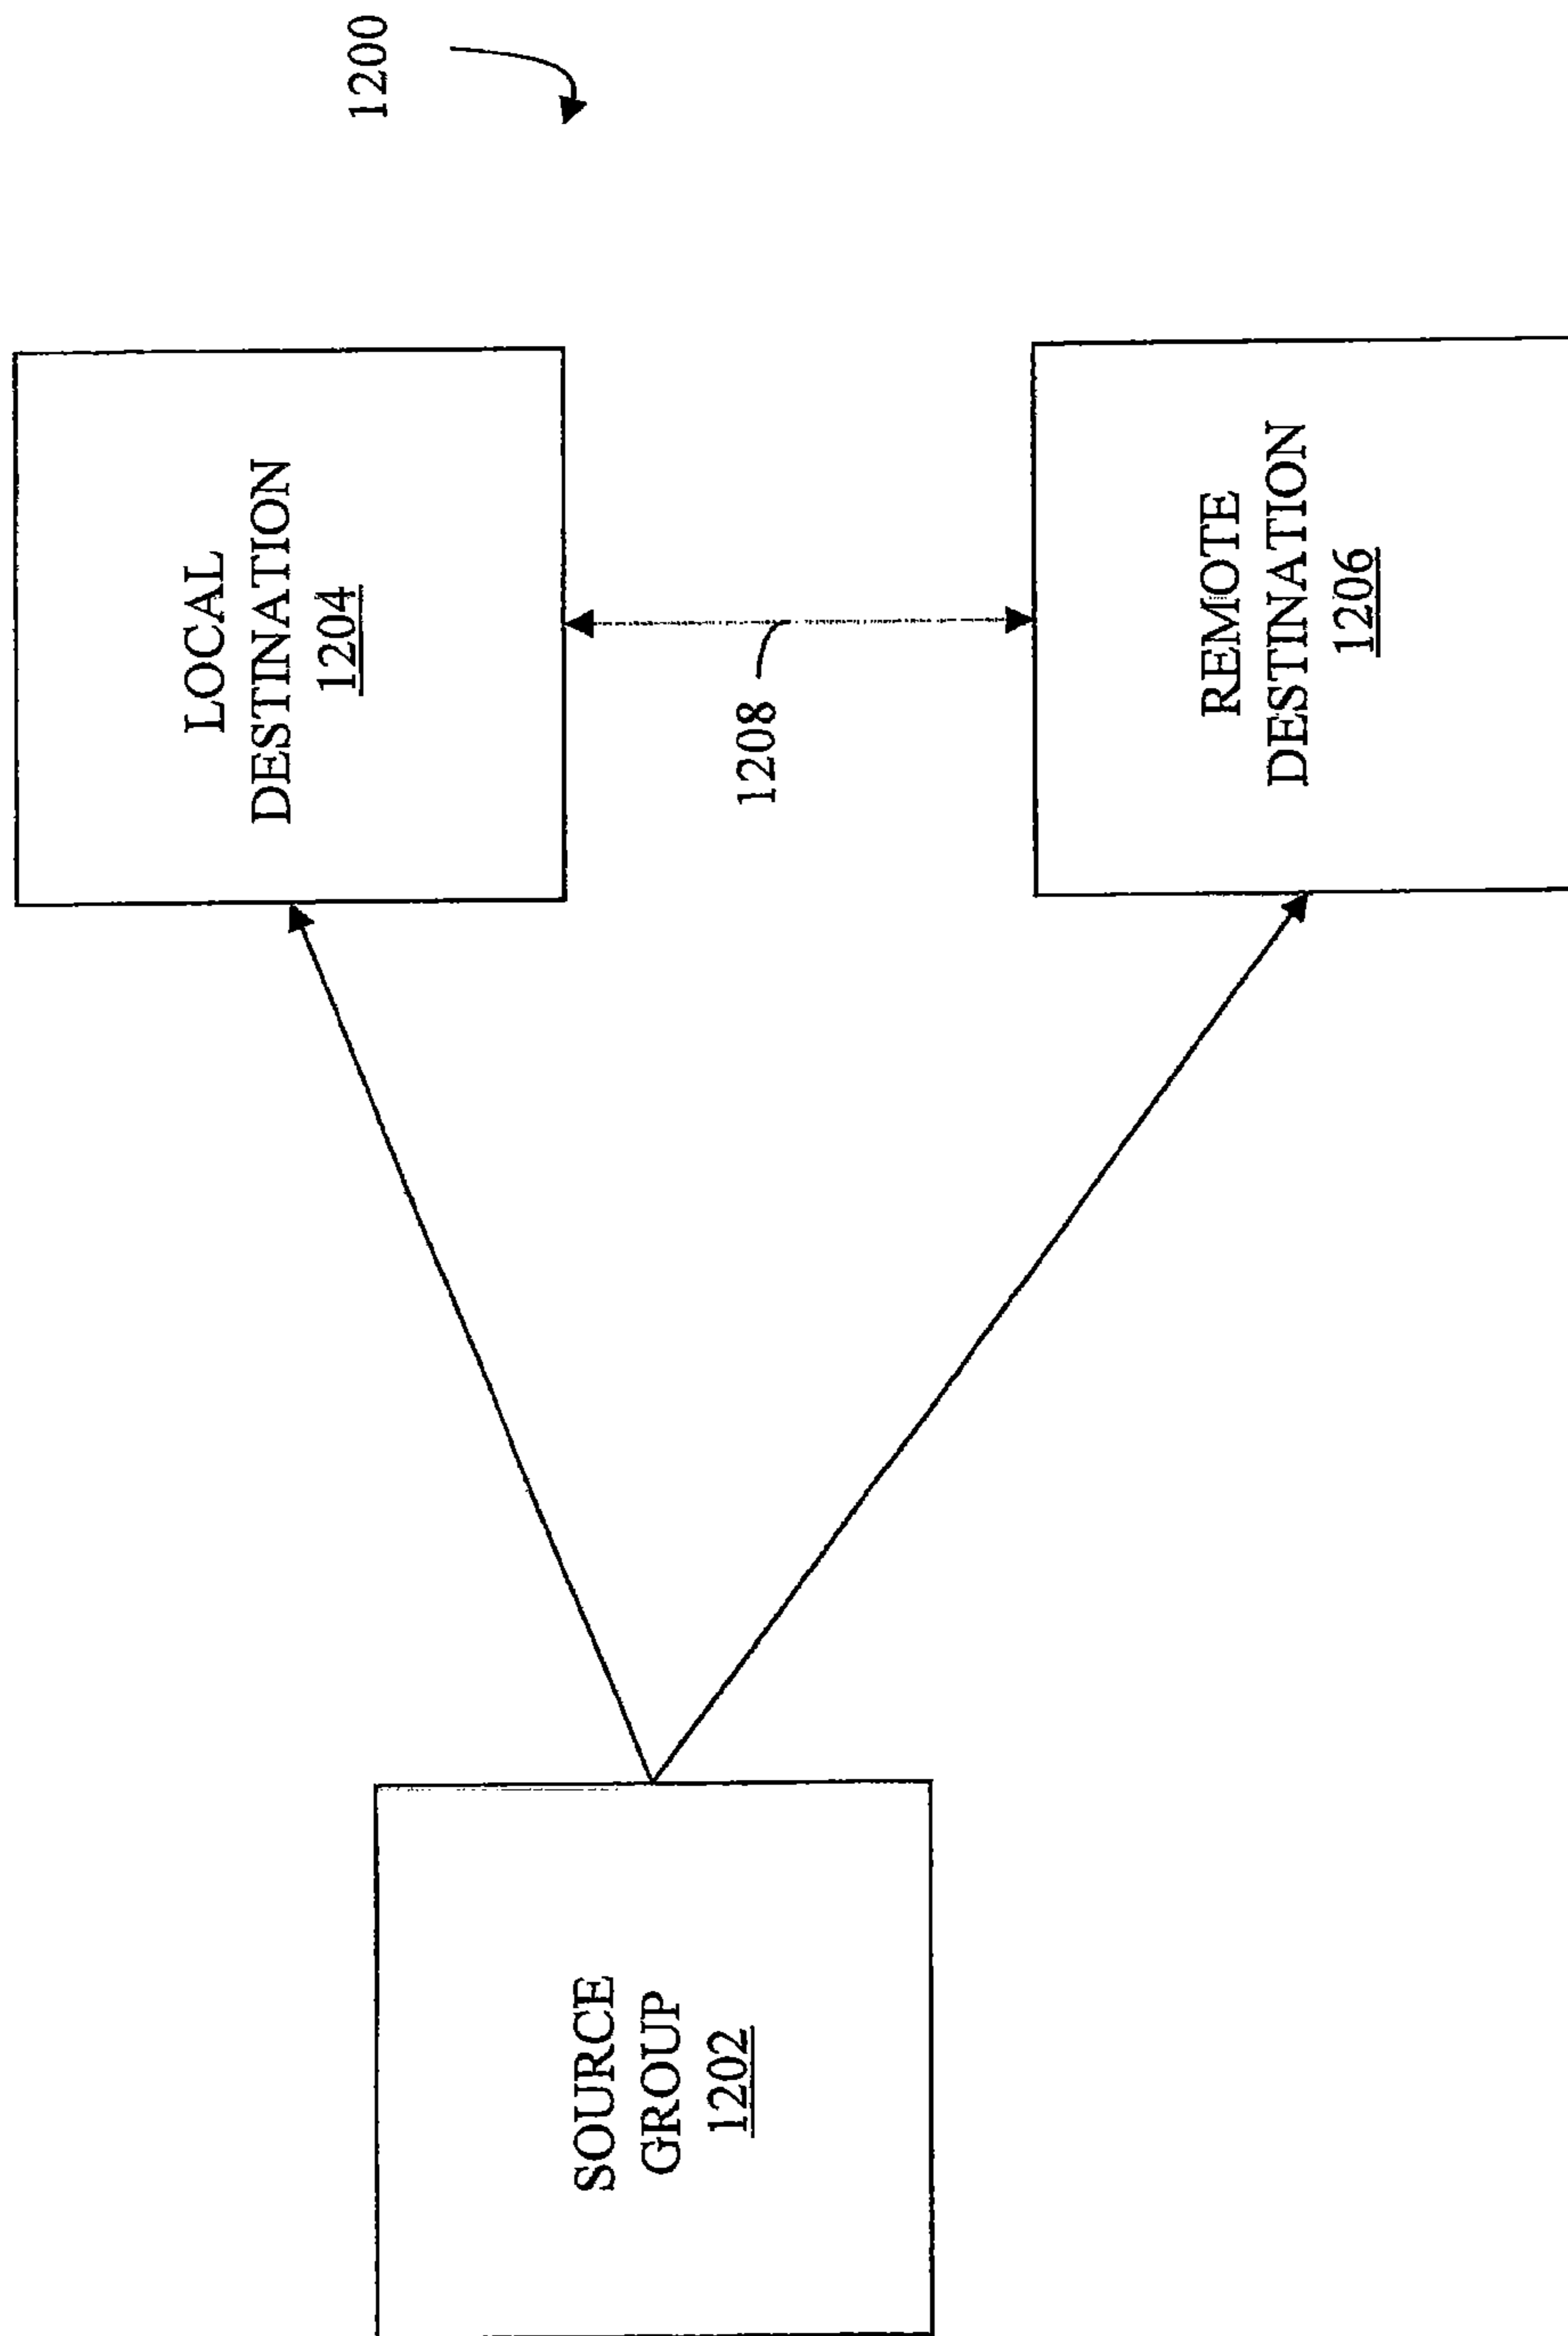 1200
LOCAL
DESTINATION
1204
1208
REMOTE
DESTINATION
1206
SOURCE
GROUP
1202